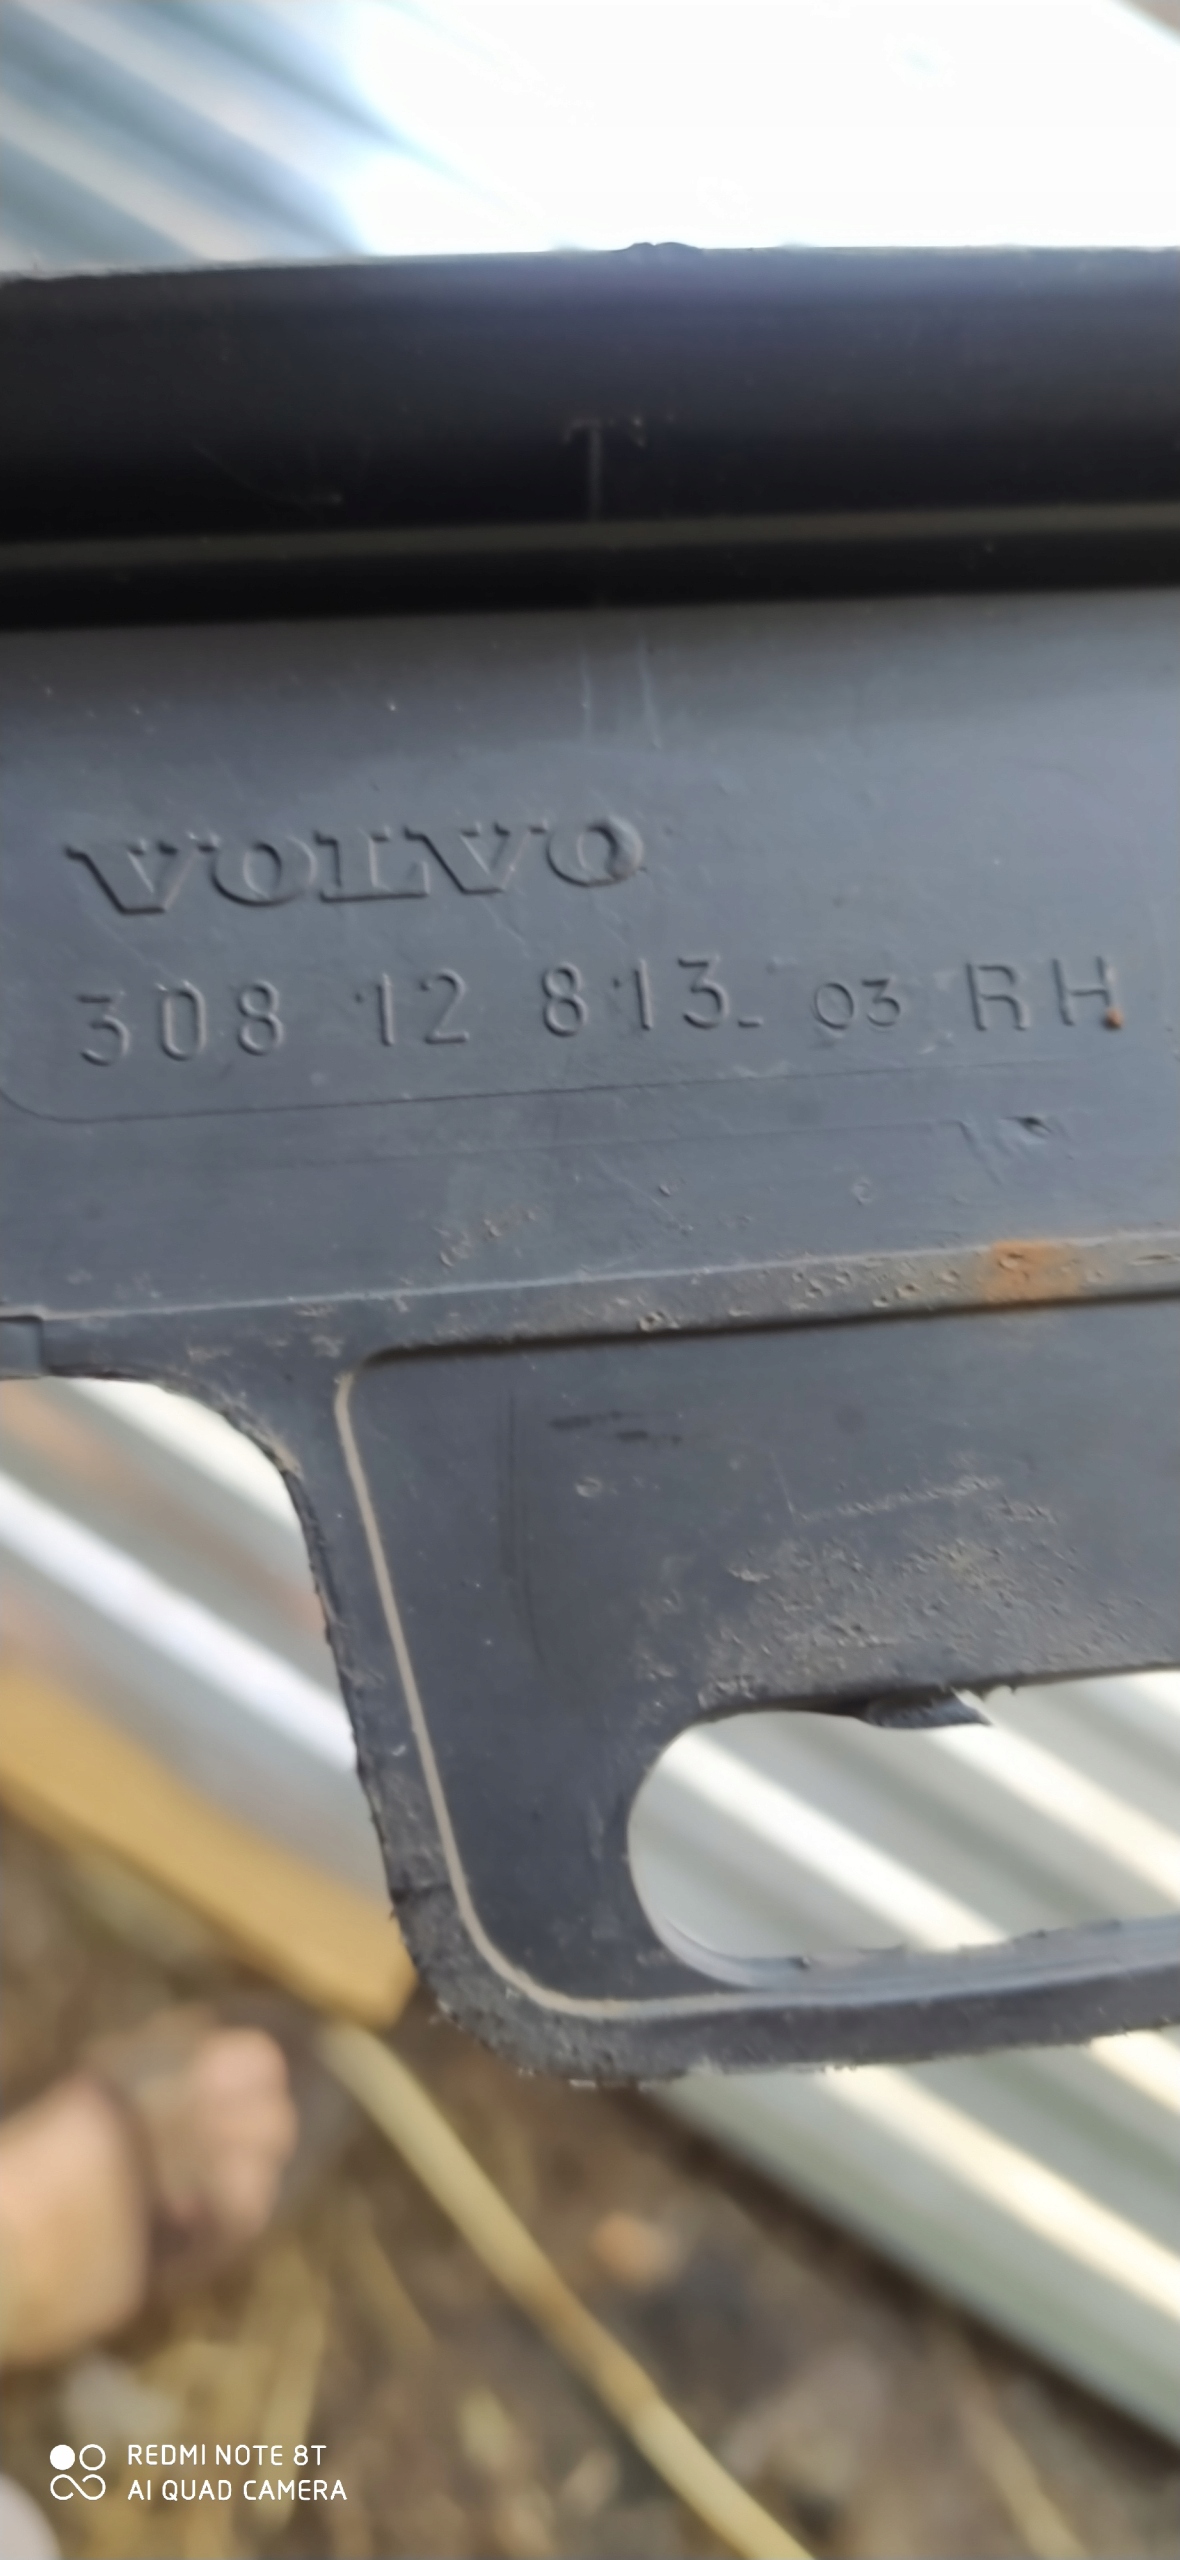 VOLVO
308 12 813- 03 RH
REDMI NOTE 8T
AI QUAD CAMERA